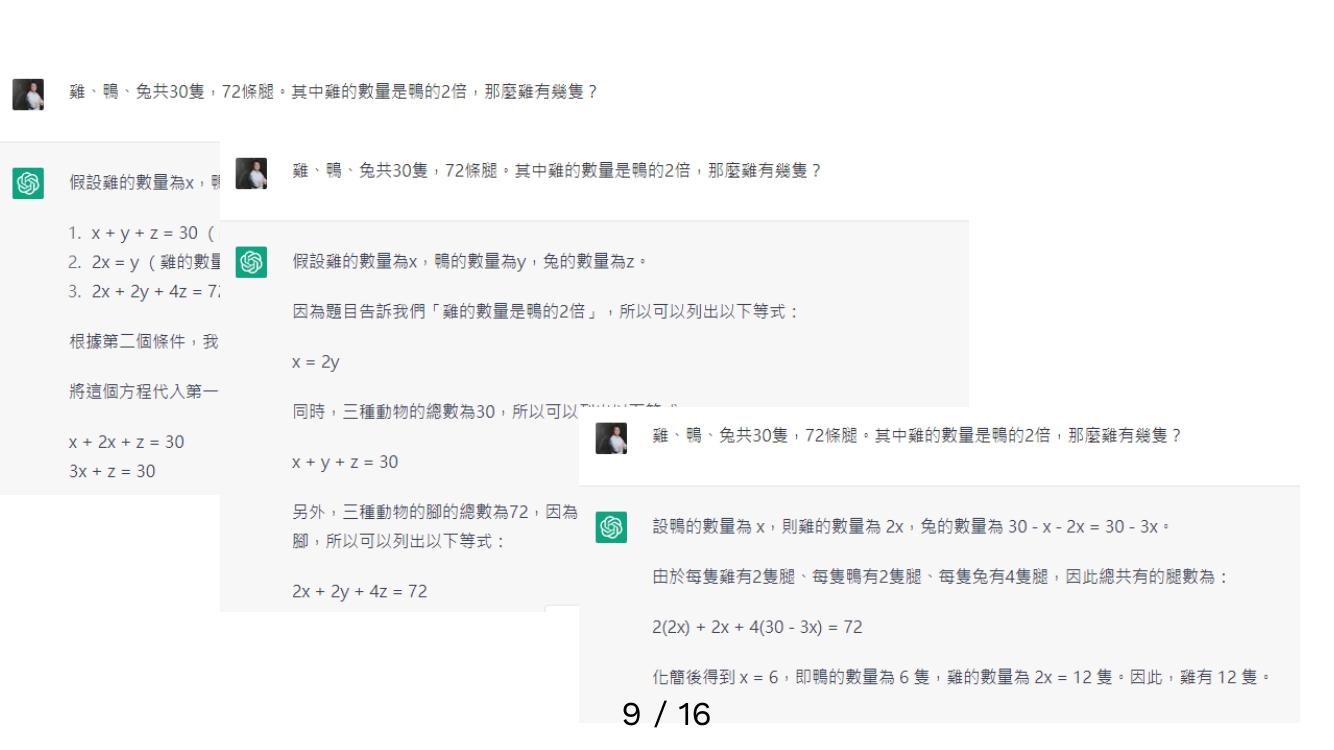 雞、鴨、兔共30隻，72條腿。其中雞的數量是鴨的2倍，那麼雞有幾隻？
假設雞的數量為x，
1. x + y + z = 30（
2. 2x = y（雞的數量
3. 2x + 2y + 4z = 72
根據第二個條件，我
將這個方程代入第一
x + 2x + z = 30
3x + z = 30
雞、鴨、兔共30隻，72條腿。其中雞的數量是鴨的2倍，那麼雞有幾隻？
假設雞的數量為x，鴨的數量為y，兔的數量為z。
因為題目告訴我們「雞的數量是鴨的2倍」，所以可以列出以下等式：
x = 2y
同時，三種動物的總數為30，所以可以列出以下等式
x + y + z = 30
另外，三種動物的腳的總數為72，因為
腳，所以可以列出以下等式：
2x + 2y + 4z = 72
雞、鴨、兔共30隻，72條腿。其中雞的數量是鴨的2倍，那麼雞有幾隻？
設鴨的數量為 x，則雞的數量為 2x，兔的數量為 30 - x - 2x = 30 - 3x。
由於每隻雞有2隻腿、每隻鴨有2隻腿、每隻兔有4隻腿，因此總共有的腿數為：
2(2x) + 2x + 4(30 - 3x) = 72
化簡後得到 x = 6，即鴨的數量為 6 隻，雞的數量為 2x = 12 隻。因此，雞有 12 隻。
9 / 16